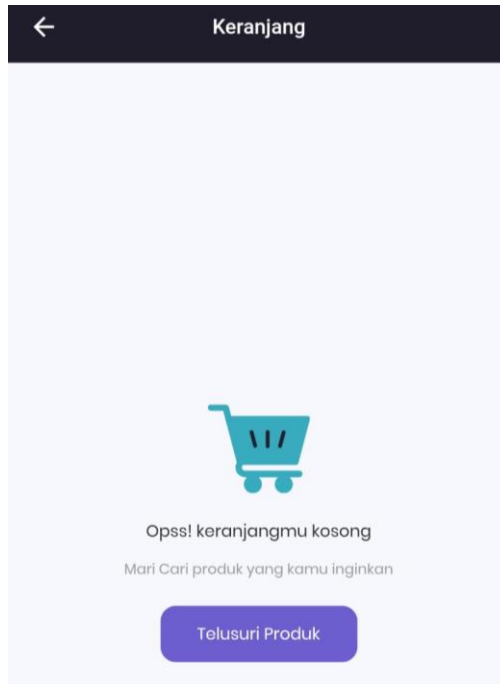 Keranjang
Opss! keranjangmu kosong
Mari Cari produk yang kamu inginkan
Telusuri Produk